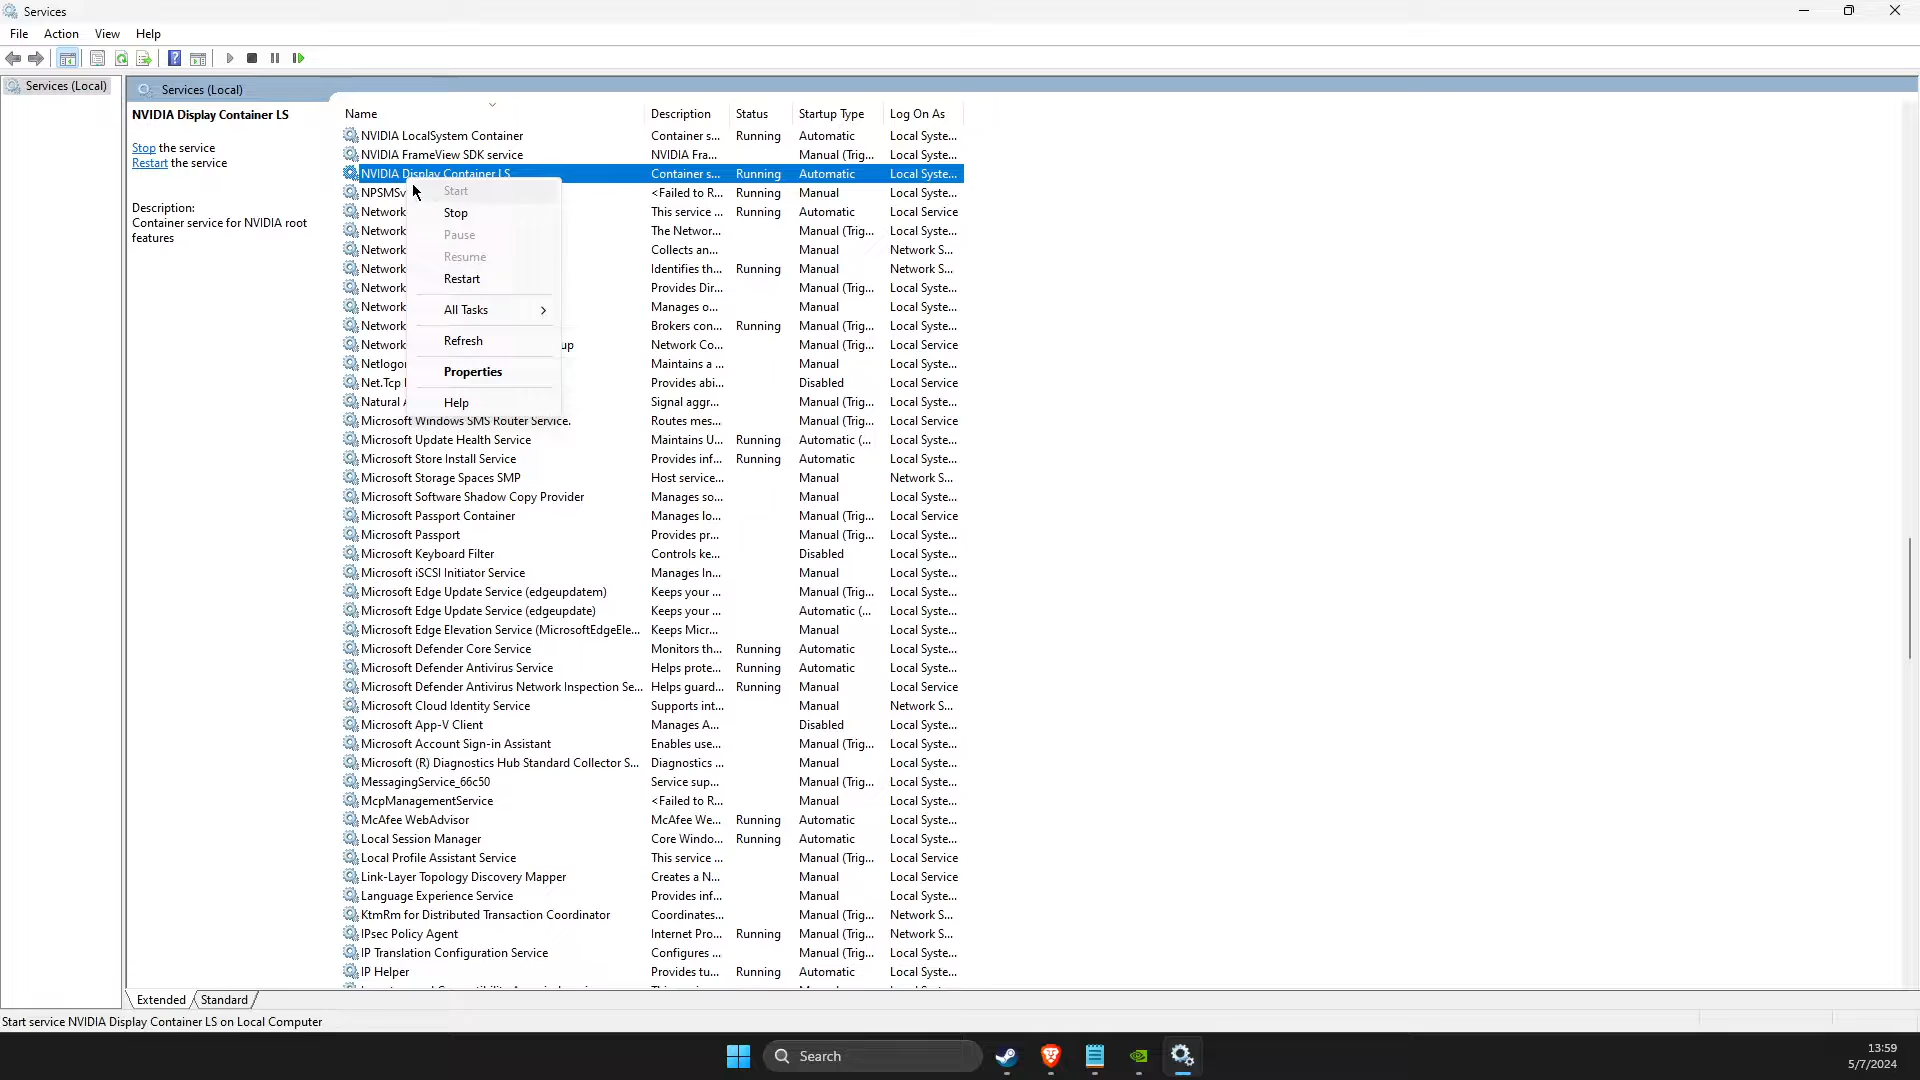 Services
File Action View Help
Services (Local)
Services (Local)
NVIDIA Display Container LS
Stop the service
Restart the service
Description:
Container service for NVIDIA root
features
Name Description Status Startup Type Log On As
NVIDIA LocalSystem Container Container s... Running Automatic Local Syste...
NVIDIA FrameView SDK service NVIDIA Fra... Manual (Trig... Local Syste...
NVIDIA Display Container LS Container s... Running Automatic Local Syste...
NPSMSv <Failed to R... Running Manual Local Syste...
Network This service ... Running Automatic Local Service
Network The Networ... Manual (Trig... Local Syste...
Network Collects an... Manual Network S...
Network Identifies th... Running Manual Network S...
Network Provides Dir... Manual (Trig... Local Syste...
Network Manages o... Manual Local Syste...
Network Brokers con... Running Manual (Trig... Local Syste...
Network up Network Co... Manual (Trig... Local Service
Netlogon Maintains a ... Manual Local Syste...
Net.Tcp Provides abi... Disabled Local Service
Natural A Signal aggr... Manual (Trig... Local Syste...
Microsoft Windows SMS Router Service. Routes mes... Manual (Trig... Local Service
Microsoft Update Health Service Maintains U... Running Automatic (... Local Syste...
Microsoft Store Install Service Provides inf... Running Automatic Local Syste...
Microsoft Storage Spaces SMP Host service... Manual Network S...
Microsoft Software Shadow Copy Provider Manages so... Manual Local Syste...
Microsoft Passport Container Manages lo... Manual (Trig... Local Service
Microsoft Passport Provides pr... Manual (Trig... Local Syste...
Microsoft Keyboard Filter Controls ke... Disabled Local Syste...
Microsoft iSCSI Initiator Service Manages In... Manual Local Syste...
Microsoft Edge Update Service (edgeupdatem) Keeps your ... Manual (Trig... Local Syste...
Microsoft Edge Update Service (edgeupdate) Keeps your ... Automatic (... Local Syste...
Microsoft Edge Elevation Service (MicrosoftEdgeEle... Keeps Micr... Manual Local Syste...
Microsoft Defender Core Service Monitors th... Running Automatic Local Syste...
Microsoft Defender Antivirus Service Helps prote... Running Automatic Local Syste...
Microsoft Defender Antivirus Network Inspection Se... Helps guard... Running Manual Local Service
Microsoft Cloud Identity Service Supports int... Manual Network S...
Microsoft App-V Client Manages A... Disabled Local Syste...
Microsoft Account Sign-in Assistant Enables use... Manual (Trig... Local Syste...
Microsoft (R) Diagnostics Hub Standard Collector S... Diagnostics ... Manual Local Syste...
MessagingService_66c50 Service sup... Manual (Trig... Local Syste...
McpManagementService <Failed to R... Manual Local Syste...
McAfee WebAdvisor McAfee We... Running Automatic Local Syste...
Local Session Manager Core Windo... Running Automatic Local Syste...
Local Profile Assistant Service This service ... Manual (Trig... Local Service
Link-Layer Topology Discovery Mapper Creates a N... Manual Local Service
Language Experience Service Provides inf... Manual Local Syste...
KtmRm for Distributed Transaction Coordinator Coordinates... Manual (Trig... Network S...
IPsec Policy Agent Internet Pro... Running Manual (Trig... Network S...
IP Translation Configuration Service Configures ... Manual (Trig... Local Syste...
IP Helper Provides tu... Running Automatic Local Syste...
Start
Stop
Pause
Resume
Restart
All Tasks
Refresh
Properties
Help
Extended Standard
Start service NVIDIA Display Container LS on Local Computer
Search
13:59
5/7/2024